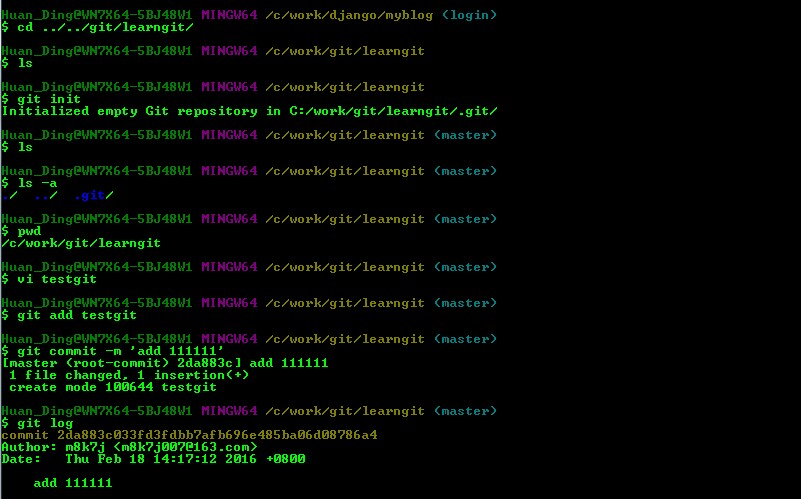 Huan_Ding@WN7X64-5BJ48W1 MINGW64 /c/work/django/myblog (login)
$ cd ../../git/learngit/
Huan_Ding@WN7X64-5BJ48W1 MINGW64 /c/work/git/learngit
$ ls
Huan_Ding@WN7X64-5BJ48W1 MINGW64 /c/work/git/learngit
$ git init
Initialized empty Git repository in C:/work/git/learngit/.git/
Huan_Ding@WN7X64-5BJ48W1 MINGW64 /c/work/git/learngit (master)
$ ls
Huan_Ding@WN7X64-5BJ48W1 MINGW64 /c/work/git/learngit (master)
$ ls -a
./  ../  .git/
Huan_Ding@WN7X64-5BJ48W1 MINGW64 /c/work/git/learngit (master)
$ pwd
/c/work/git/learngit
Huan_Ding@WN7X64-5BJ48W1 MINGW64 /c/work/git/learngit (master)
$ vi testgit
Huan_Ding@WN7X64-5BJ48W1 MINGW64 /c/work/git/learngit (master)
$ git add testgit
Huan_Ding@WN7X64-5BJ48W1 MINGW64 /c/work/git/learngit (master)
$ git commit -m 'add 111111'
[master (root-commit) 2da883c] add 111111
 1 file changed, 1 insertion(+)
 create mode 100644 testgit
Huan_Ding@WN7X64-5BJ48W1 MINGW64 /c/work/git/learngit (master)
$ git log
commit 2da883c033fd3fdbb7afb696e485ba06d08786a4
Author: m8k7j <m8k7j007@163.com>
Date:   Thu Feb 18 14:17:12 2016 +0800
    add 111111